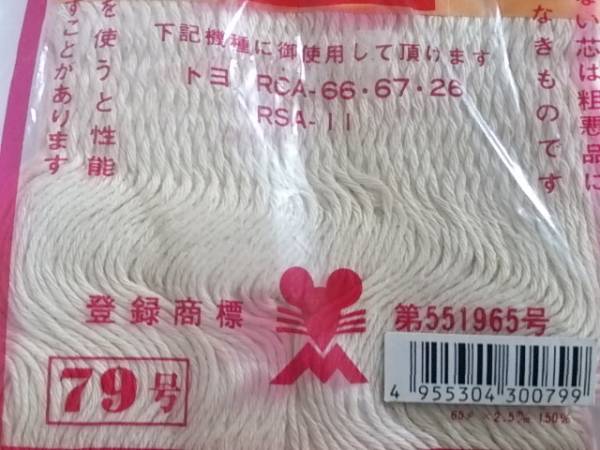 ない芯は粗悪品に
なきものです
下記機種に御使用して頂けます
トヨ RCA-66・67・26
RSA-11
を使うと性能
すことがあります
登録商標
第551965号
79号
4 955304 300799